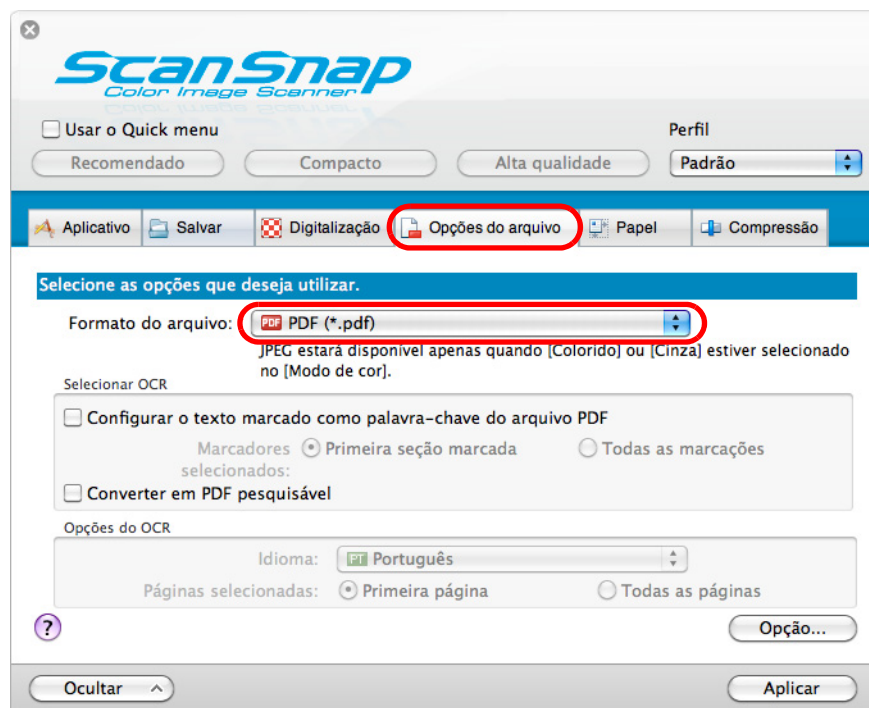 ScanSnap
Color Image Scanner
Usar o Quick menu
Perfil
Recomendado Compacto Alta qualidade Padrão
Aplicativo Salvar Digitalização Opções do arquivo Papel Compressão
Selecione as opções que deseja utilizar.
Formato do arquivo: PDF PDF (*.pdf)
JPEG estará disponível apenas quando [Colorido] ou [Cinza] estiver selecionado
no [Modo de cor].
Selecionar OCR
Configurar o texto marcado como palavra-chave do arquivo PDF
Marcadores Primeira seção marcada Todas as marcações
selecionados:
Converter em PDF pesquisável
Opções do OCR
Idioma: PT Português
Páginas selecionadas: Primeira página Todas as páginas
? Opção...
Ocultar Aplicar